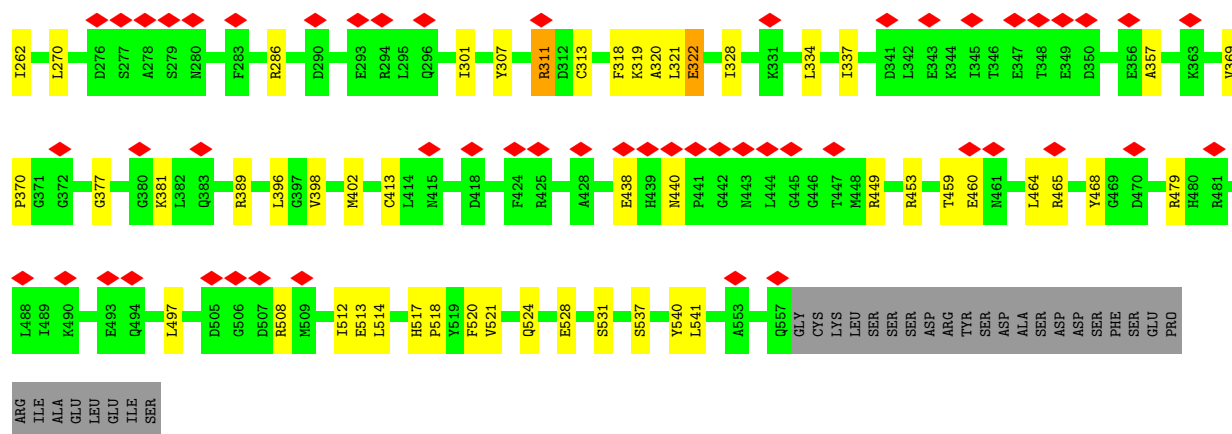 I262 L270 D276 S277 A278 S279 N280 F283 R286 D290 E293 R294 L295 Q296 I301 Y307 R311 D312 C313 F318 K319 A320 L321 E322 I328 K331 L334 I337 D341 L342 E343 K344 I345 T346 E347 T348 E349 D350 E356 A357 K363 V369
P370 G371 G372 G377 G380 K381 L382 Q383 R389 L396 G397 V398 M402 C413 L414 N415 D418 F424 R425 A428 E438 H439 N440 P441 G442 N443 L444 G445 G446 T447 M448 R449 R453 T459 E460 N461 L464 R465 Y468 G469 D470 R479 H480 R481
L488 I489 K490 E493 Q494 L497 D505 G506 D507 R508 M509 I512 E513 L514 H517 P518 Y519 F520 V521 Q524 E528 S531 S537 Y540 L541 A553 Q557 GLY CYS LYS LEU SER SER SER ASP ARG TYR SER ASP ALA SER ASP ASP SER PHE SER GLU PRO
ARG ILE ALA GLU LEU GLU ILE SER